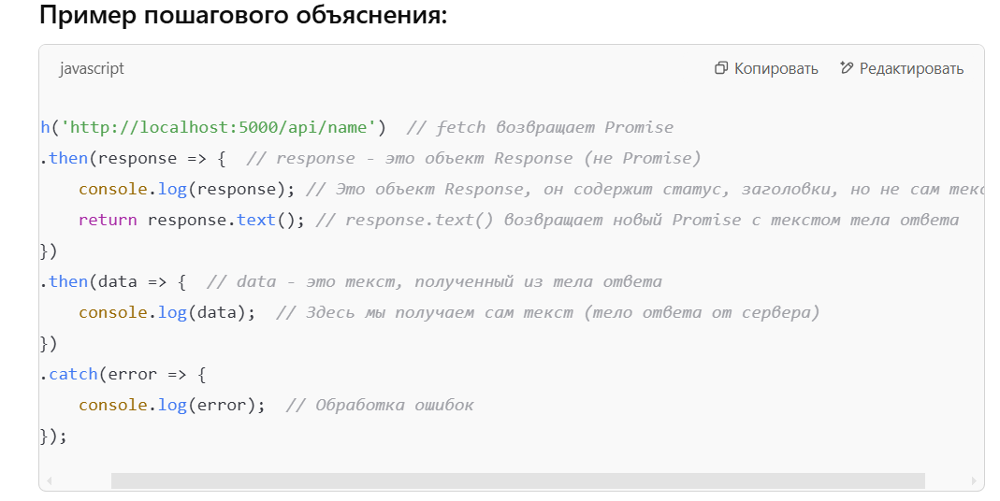 Пример пошагового объяснения:
javascript Копировать Редактировать
h('http://localhost:5000/api/name')  // fetch возвращает Promise
.then(response => {  // response - это объект Response (не Promise)
    console.log(response); // Это объект Response, он содержит статус, заголовки, но не сам
    return response.text(); // response.text() возвращает новый Promise с текстом тела ответа
})
.then(data => {  // data - это текст, полученный из тела ответа
    console.log(data);  // Здесь мы получаем сам текст (тело ответа от сервера)
})
.catch(error => {
    console.log(error);  // Обработка ошибок
});